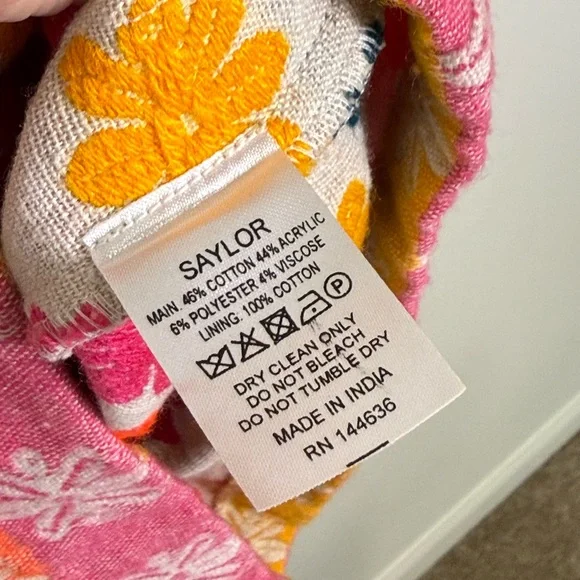 SAYLOR
MAIN. 46% COTTON 44% ACRYLIC
6% POLYESTER 4% VISCOSE
LINING: 100% COTTON
P
DRY CLEAN ONLY
DO NOT BLEACH
DO NOT TUMBLE DRY
MADE IN INDIA
RN 144636